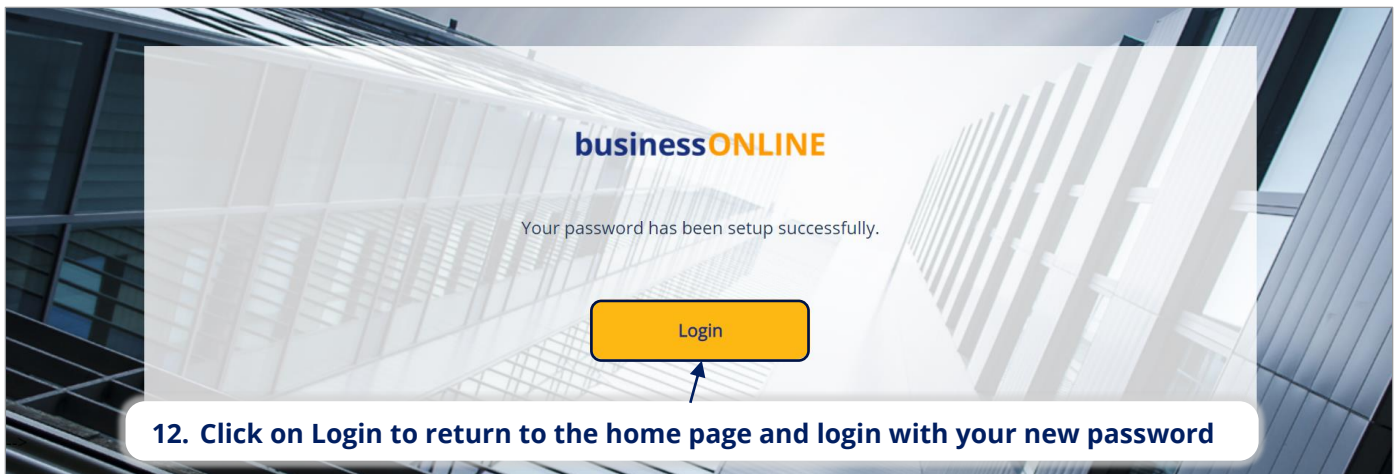 businessONLINE
Your password has been setup successfully.
Login
12. Click on Login to return to the home page and login with your new password